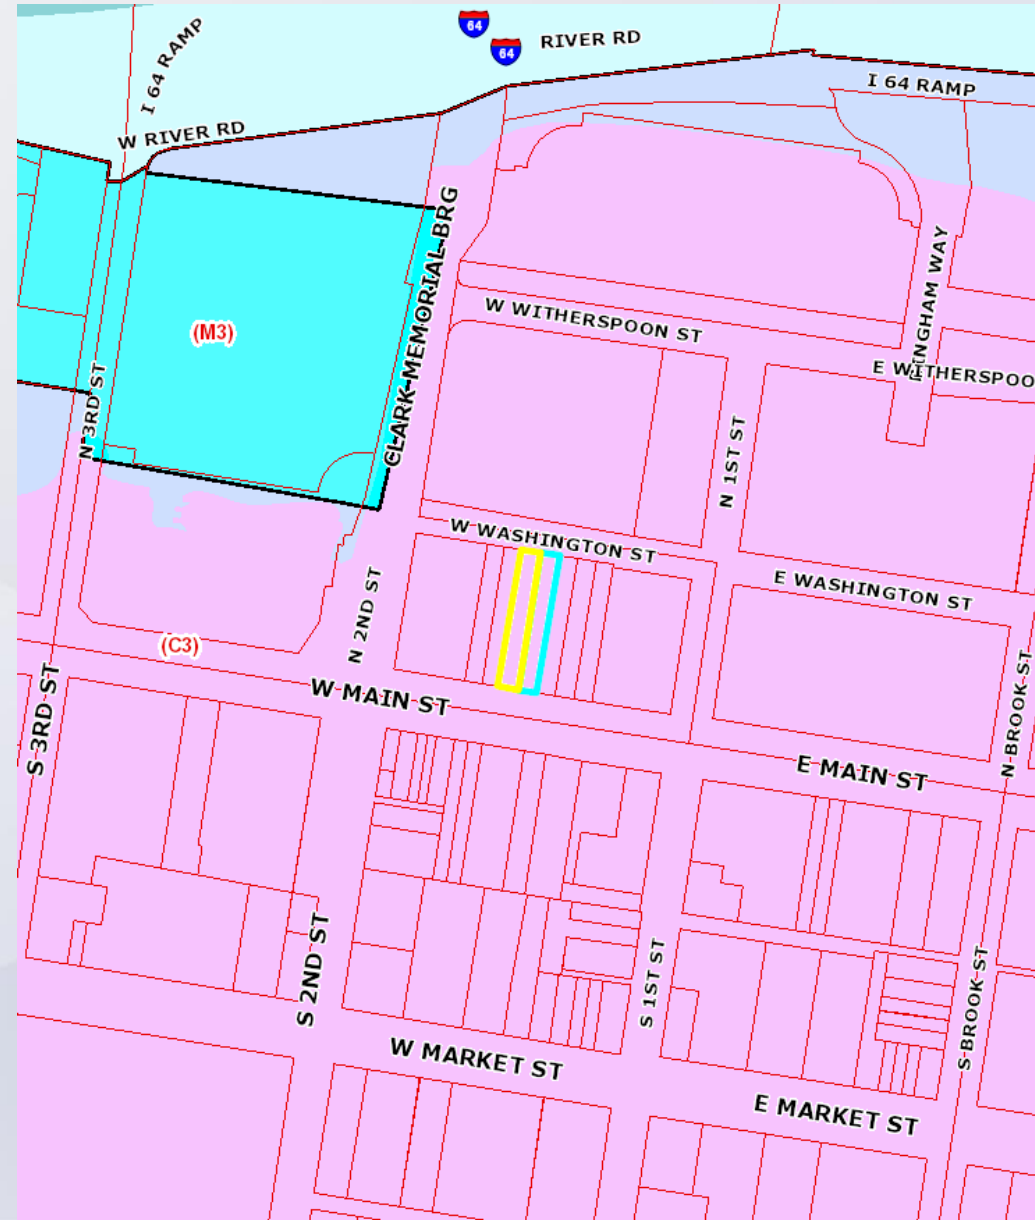 64
64
RIVER RD
I 64 RAMP
I 64 RAMP
W RIVER RD
CLARK MEMORIAL BRG
(M3)
W WITHERSPOON ST
E WITHERSPOO
N 3RD ST
N 1ST ST
W WASHINGTON ST
E WASHINGTON ST
N 2ND ST
(C3)
W MAIN ST
S 3RD ST
N BROOK ST
E MAIN ST
S 2ND ST
S 1ST ST
S BROOK ST
W MARKET ST
E MARKET ST